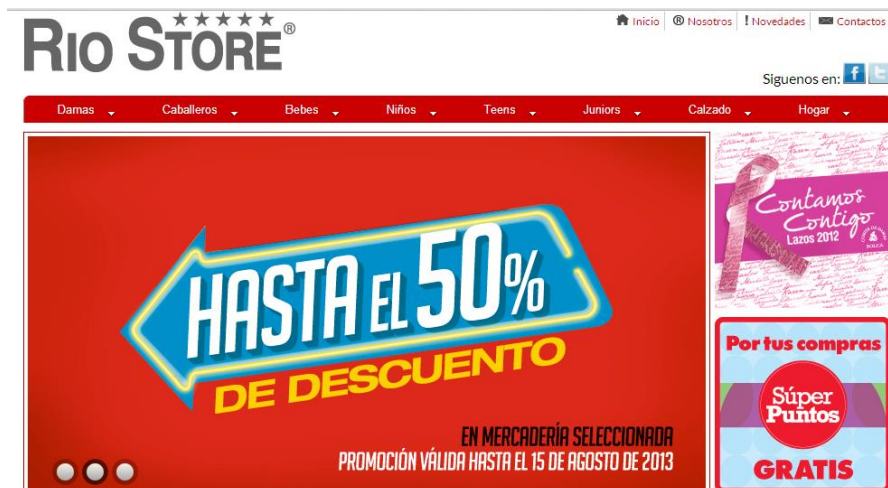 RIO STORE®
Inicio
® Nosotros
! Novedades
Contactos
Siguenos en:
Damas
Caballeros
Bebes
Niños
Teens
Juniors
Calzado
Hogar
HASTA EL 50%
DE DESCUENTO
EN MERCADERÍA SELECCIONADA
PROMOCIÓN VÁLIDA HASTA EL 15 DE AGOSTO DE 2013
Contamos
Contigo
Lazos 2012
Por tus compras
Súper
Puntos
GRATIS